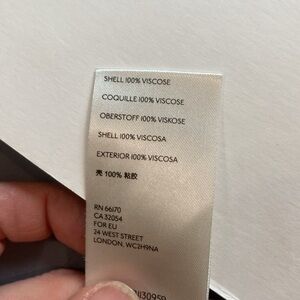 SHELL 100% VISCOSE
COQUILLE 100% VISCOSE
OBERSTOFF 100% VISKOSE
SHELL 100% VISCOSA
EXTERIOR 100% VISCOSA
壳 100% 粘胶
RN 66170
CA 32054
FOR EU
24 WEST STREET
LONDON, WC2H9NA